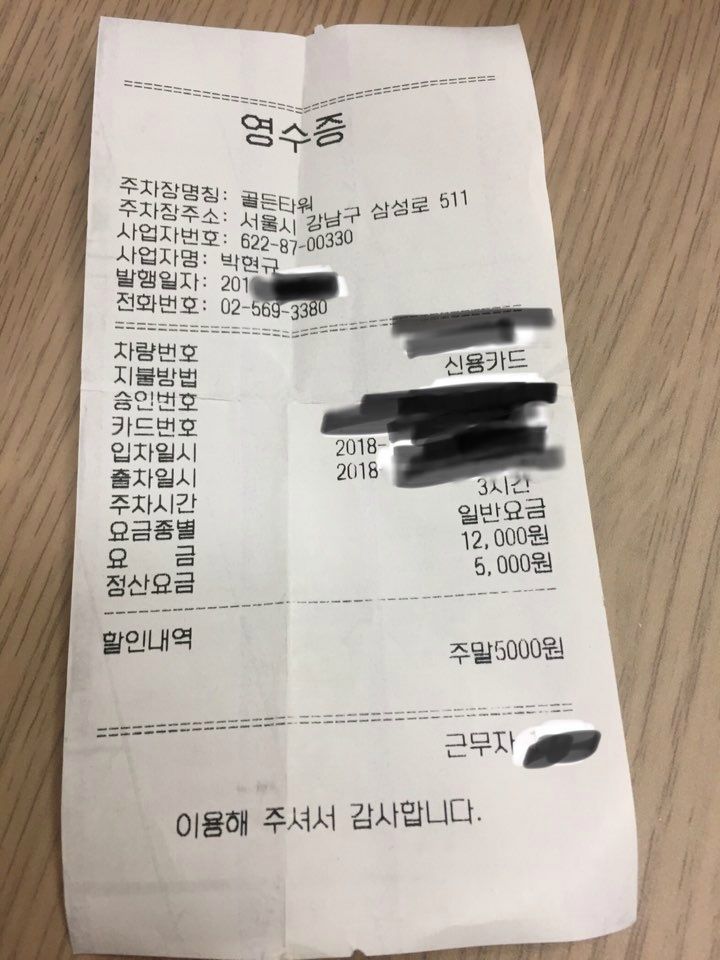 영수증
주차장명칭: 골든타워
주차장주소: 서울시 강남구 삼성로 511
사업자번호: 622-87-00330
사업자명: 박현규
발행일자: 201
전화번호: 02-569-3380
차량번호
지불방법 신용카드
승인번호
카드번호
입차일시 2018-
출차일시 2018-
주차시간 3시간
요금종별 일반요금
요 금 12,000원
정산요금 5,000원
할인내역 주말5000원
근무자
이용해 주셔서 감사합니다.